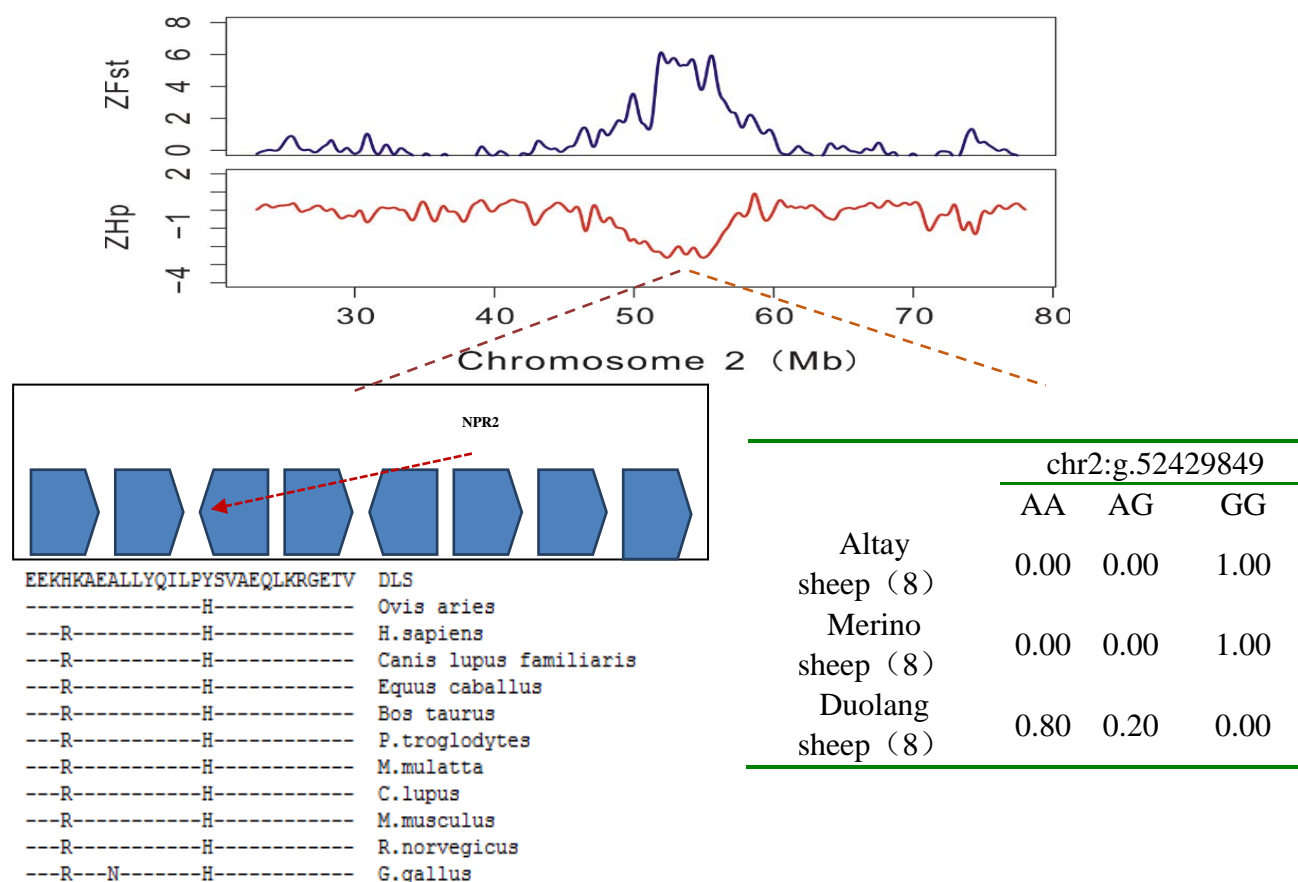 8
6
4
2
0
ZFst
2
-1
-4
ZHp
30 40 50 60 70 80
Chromosome 2 (Mb)
NPR2
EEKHKAEALLYQILPYSVAEQLKRGETV DLS
---------------H------------ Ovis aries
---R-----------H------------ H.sapiens
---R-----------H------------ Canis lupus familiaris
---R-----------H------------ Equus caballus
---R-----------H------------ Bos taurus
---R-----------H------------ P.troglodytes
---R-----------H------------ M.mulatta
---R-----------H------------ C.lupus
---R-----------H------------ M.musculus
---R-----------H------------ R.norvegicus
---R---N-------H------------ G.gallus
chr2:g.52429849
AA AG GG
Altay
sheep（8） 0.00 0.00 1.00
Merino
sheep（8） 0.00 0.00 1.00
Duolang
sheep（8） 0.80 0.20 0.00